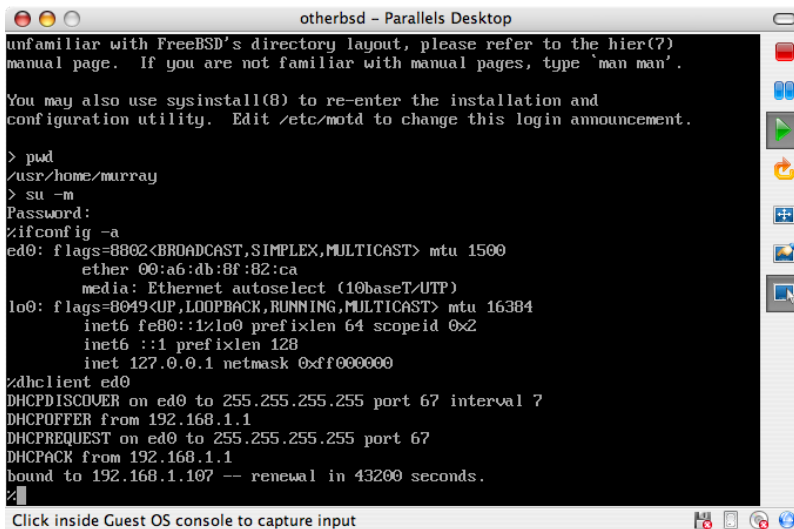 otherbsd – Parallels Desktop
unfamiliar with FreeBSD's directory layout, please refer to the hier(7)
manual page.  If you are not familiar with manual pages, type `man man'.

You may also use sysinstall(8) to re-enter the installation and
configuration utility.  Edit /etc/motd to change this login announcement.

> pwd
/usr/home/murray
> su -m
Password:
%ifconfig -a
ed0: flags=8802<BROADCAST,SIMPLEX,MULTICAST> mtu 1500
        ether 00:a6:db:8f:82:ca
        media: Ethernet autoselect (10baseT/UTP)
lo0: flags=8049<UP,LOOPBACK,RUNNING,MULTICAST> mtu 16384
        inet6 fe80::1%lo0 prefixlen 64 scopeid 0x2
        inet6 ::1 prefixlen 128
        inet 127.0.0.1 netmask 0xff000000
%dhclient ed0
DHCPDISCOVER on ed0 to 255.255.255.255 port 67 interval 7
DHCPOFFER from 192.168.1.1
DHCPREQUEST on ed0 to 255.255.255.255 port 67
DHCPACK from 192.168.1.1
bound to 192.168.1.107 -- renewal in 43200 seconds.
%
Click inside Guest OS console to capture input